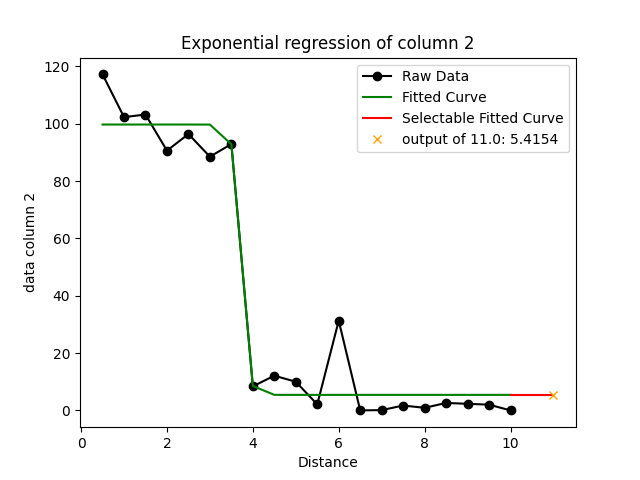 Exponential regression of column 2
120
100
80
60
40
20
0
data column 2
Raw Data
Fitted Curve
Selectable Fitted Curve
output of 11.0: 5.4154
0 2 4 6 8 10
Distance